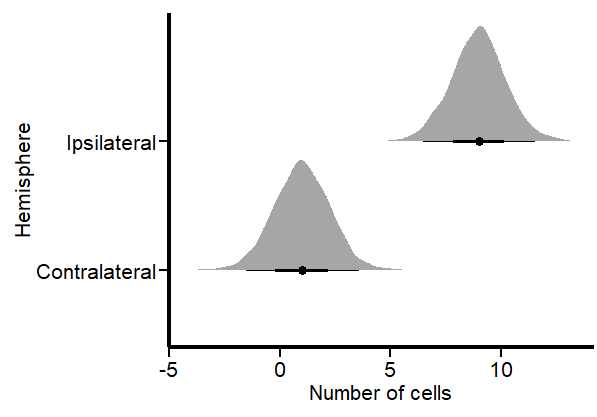 Hemisphere
Ipsilateral
Contralateral
-5 0 5 10
Number of cells